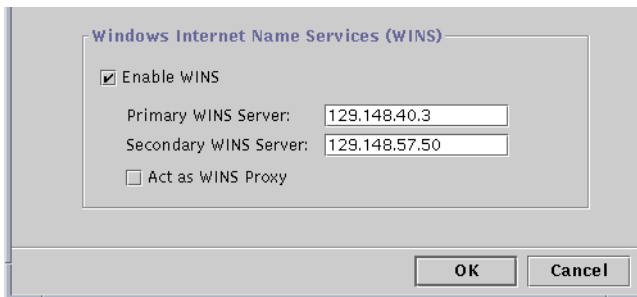 Windows Internet Name Services (WINS)
Enable WINS
Primary WINS Server: 129.148.40.3
Secondary WINS Server: 129.148.57.50
Act as WINS Proxy
OK Cancel